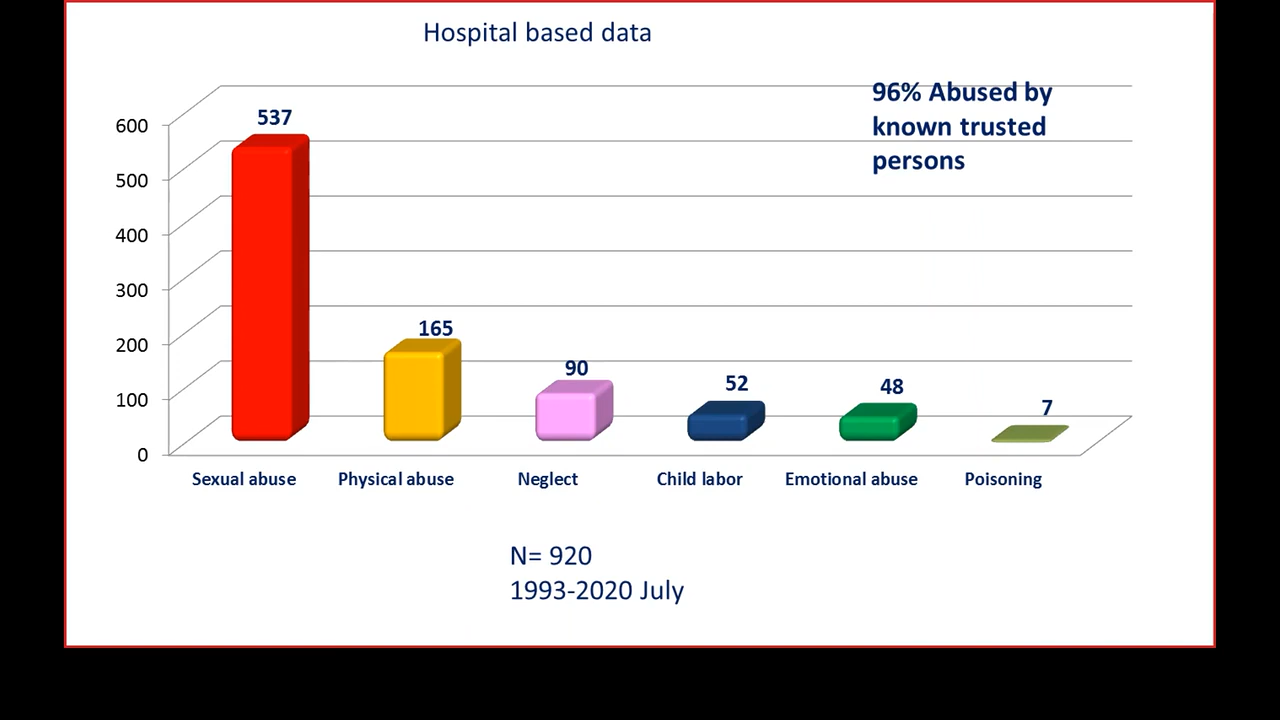 Hospital based data
96% Abused by
known trusted
persons
600
500
400
300
200
100
0
537
165
90
52
48
7
Sexual abuse
Physical abuse
Neglect
Child labor
Emotional abuse
Poisoning
N= 920
1993-2020 July